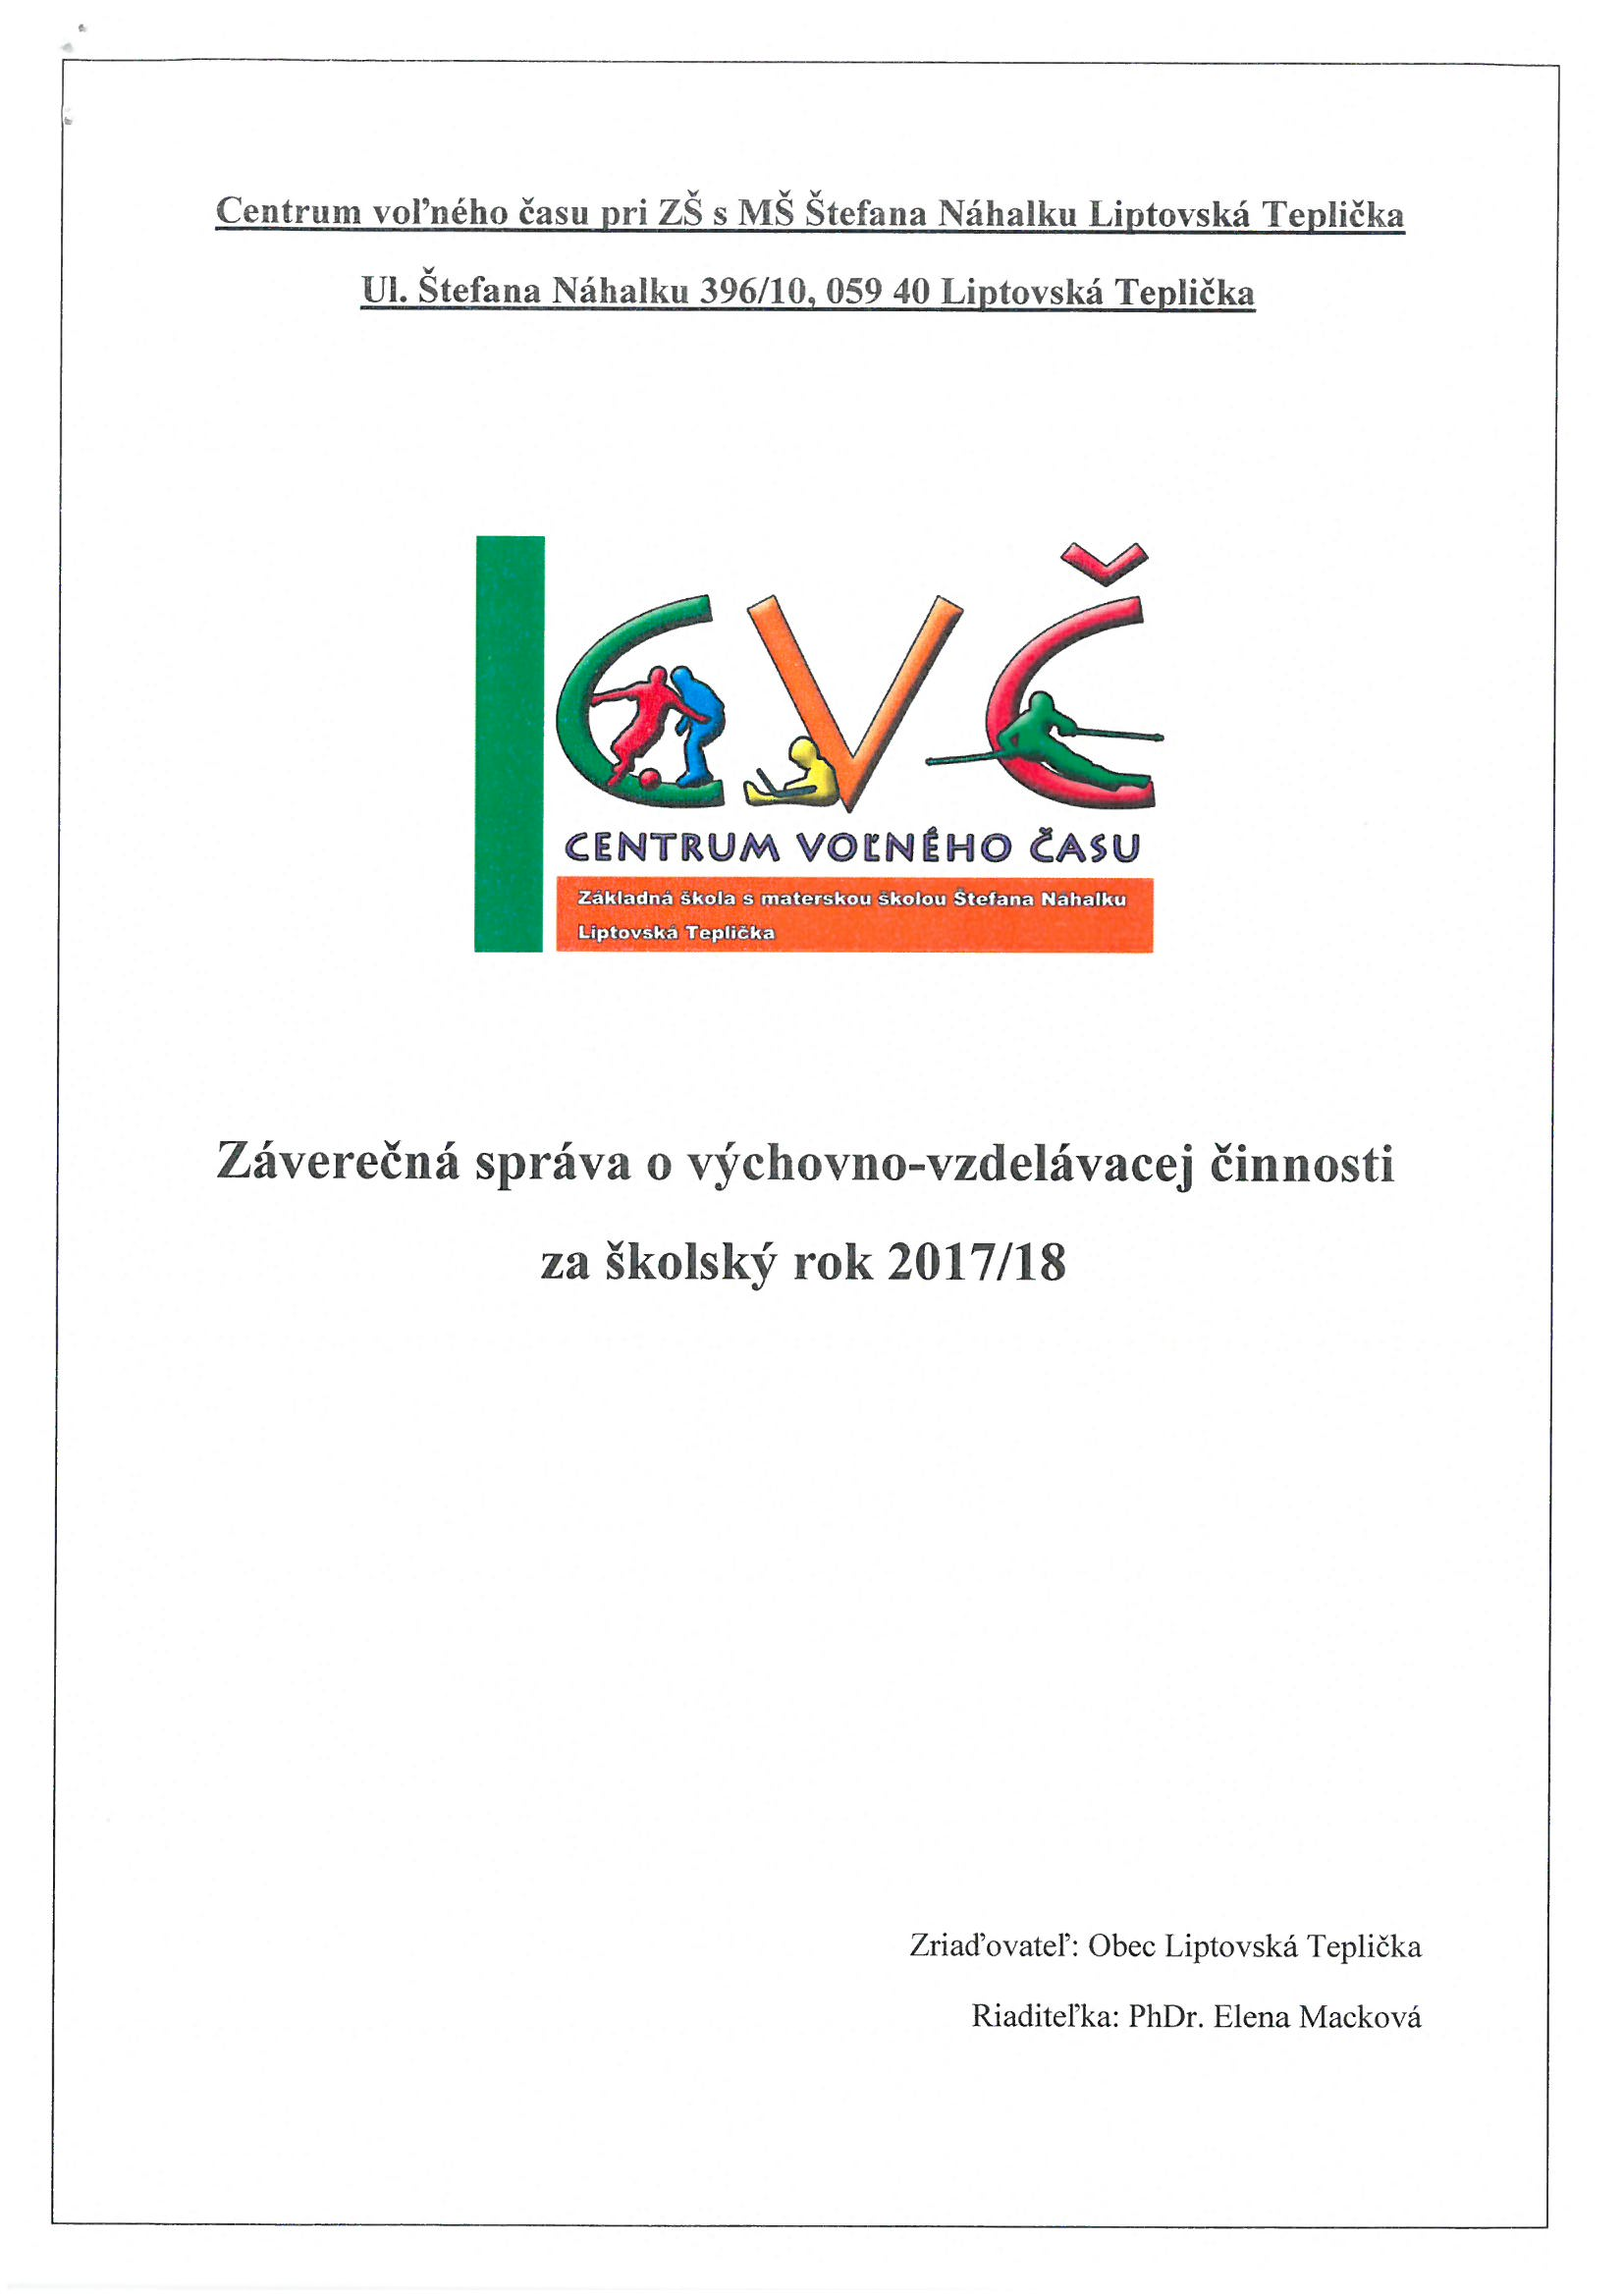 Centrum voľného času pri ZŠ s MŠ Štefana Náhalku Liptovská Teplička
Ul. Štefana Náhalku 396/10, 059 40 Liptovská Teplička
CVČ
CENTRUM VOĽNÉHO ČASU
Základná škola s materskou školou Štefana Náhalku
Liptovská Teplička
Záverečná správa o výchovno-vzdelávacej činnosti
za školský rok 2017/18
Zriaďovateľ: Obec Liptovská Teplička
Riaditeľka: PhDr. Elena Macková